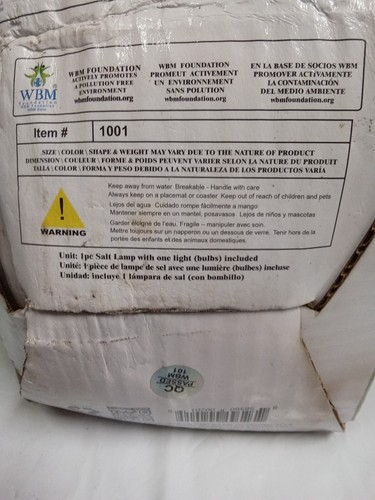 WBM FOUNDATION
ACTIVELY PROMOTES
A POLLUTION FREE
ENVIRONMENT
wbmfoundation.org
WBM FOUNDATION
PROMEUT ACTIVEMENT
UN ENVIRONNEMENT
SANS POLUTION
wbmfoundation.org
EN LA BASE DE SOCIOS WBM
PROMOVER ACTIVAMENTE
LA CONTAMINACIÓN
DEL MEDIO AMBIENTE
wbmfoundation.org
WBM
FOUNDATION
Item # 1001
SIZE \ COLOR \ SHAPE & WEIGHT MAY VARY DUE TO THE NATURE OF PRODUCT
DIMENSION \ COULEUR \ FORME & POIDS PEUVENT VARIER SELON LA NATURE DU PRODUIT
TALLA \ COLOR \ FORMA Y PESO DEBIDO A LA NATURALEZA DE LOS PRODUCTOS VARÍA
WARNING
Keep away from water Breakable - Handle with care
Always keep on a placemat or coaster Keep out of reach of children and pets
Lejos del agua Cuidado rompe fácilmente a mango
Mantener siempre en un mantel, posavasos Lejos de niños y mascotas
Garder éloigné de l'eau. Fragile – manipuler avec soin.
Mettre toujours sur un napperon ou un dessous de verre. Tenir hors de la
portée des enfants et des animaux domestiques.
Unit: 1pc Salt Lamp with one light (bulbs) included
Unité: 1 pièce de lampe de sel avec une lumière (bulbes) incluse
Unidad: incluye 1 lámpara de sal (con bombillo)
QC
PASSED
WBM
101